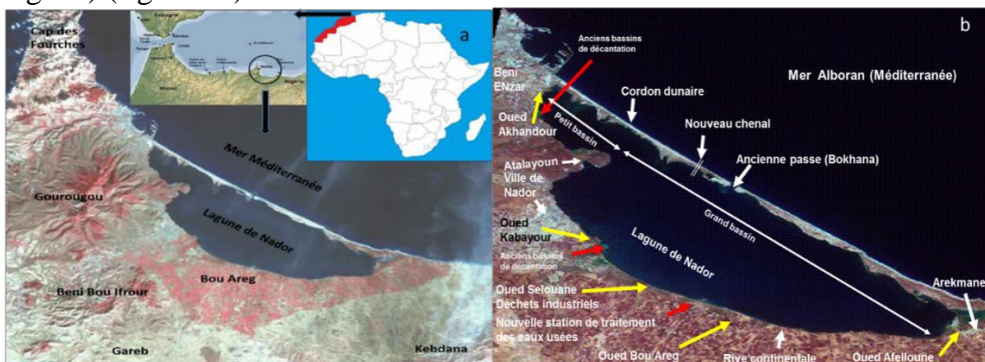 Cap des
Fourches
a
Mer Méditerranée
Gourougou
Lagune de Nador
Bou Areg
Beni Bou Ifrour
Gareb
Kebdana
b
Anciens bassins
de décantation
Mer Alboran (Méditerranée)
Beni
ENzar
Cordon dunaire
Oued
Akhandour
Petit bassin
Nouveau chenal
Ancienne passe (Bokhana)
Atalayoun
Ville de
Nador
Grand bassin
Oued
Kabayour
Lagune de Nador
Anciens bassins
de décantation
Arekmane
Oued Selouane
Déchets industriels
Nouvelle station de traitement
des eaux usées
Oued Bou Areg
Rive continentale
Oued Afelloune